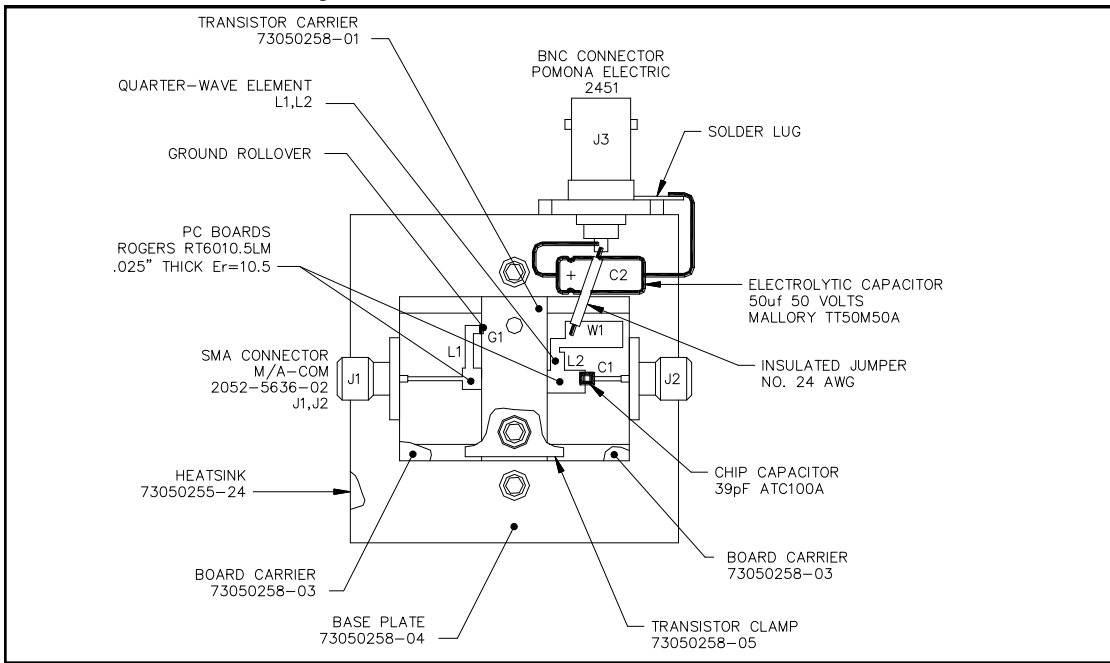 TRANSISTOR CARRIER
73050258-01
BNC CONNECTOR
POMONA ELECTRIC
2451
QUARTER-WAVE ELEMENT
L1,L2
J3
SOLDER LUG
GROUND ROLLOVER
PC BOARDS
ROGERS RT6010.5LM
.025" THICK Er=10.5
+
C2
ELECTROLYTIC CAPACITOR
50uf 50 VOLTS
MALLORY TT50M50A
G1
W1
L1
L2
C1
SMA CONNECTOR
M/A-COM
2052-5636-02
J1,J2
J1
J2
INSULATED JUMPER
NO. 24 AWG
CHIP CAPACITOR
39pF ATC100A
HEATSINK
73050255-24
BOARD CARRIER
73050258-03
BOARD CARRIER
73050258-03
BASE PLATE
73050258-04
TRANSISTOR CLAMP
73050258-05